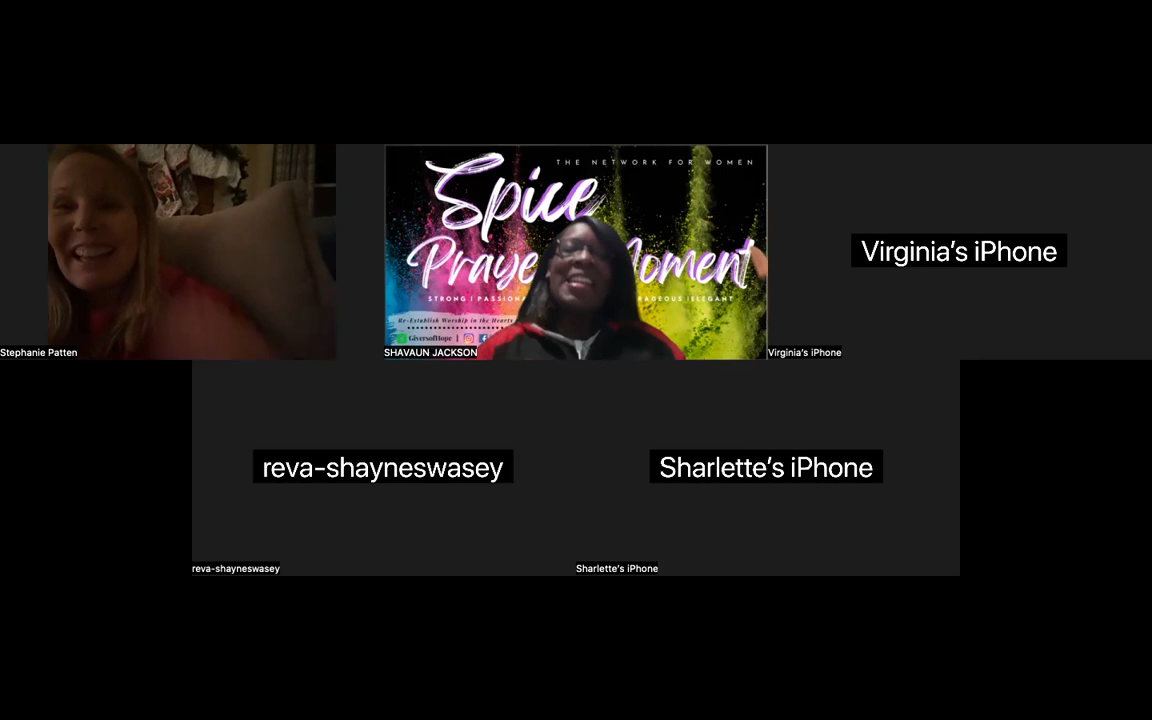 THE NETWORK FOR WOMEN
Spice
Praye Moment
STRONG | PASSIONA RAGEOUS |ELEGANT
Re-Establish Worship in the Hearts
GiversofHope |
Virginia's iPhone
Stephanie Patten
SHAVAUN JACKSON
Virginia's iPhone
reva-shayneswasey
Sharlette's iPhone
reva-shayneswasey
Sharlette's iPhone